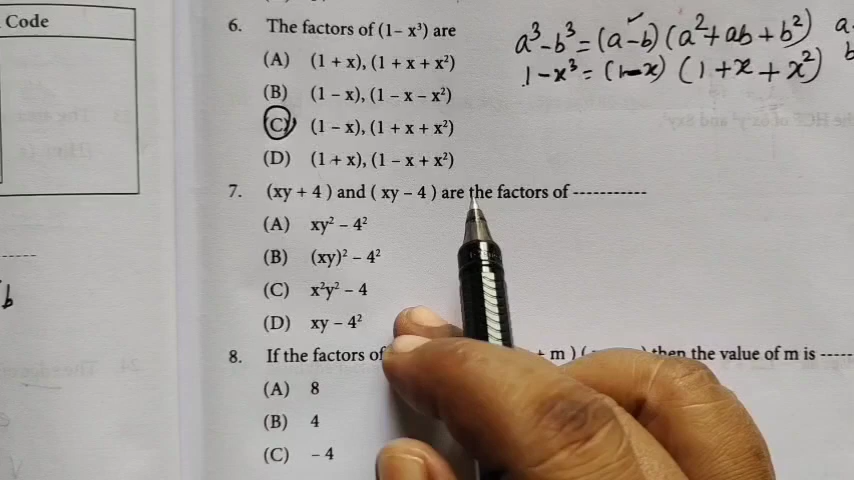 Code
6. The factors of (1– x³) are
(A) (1 + x), (1 + x + x²)
(B) (1 – x), (1 – x – x²)
(C) (1 – x), (1 + x + x²)
(D) (1 + x), (1 – x + x²)
a³-b³=(a-b)(a²+ab+b²) a
1-x³=(1-x) (1+x+x²) b
7. (xy + 4 ) and ( xy – 4 ) are the factors of -----------
(A) xy² – 4²
(B) (xy)² – 4²
(C) x²y² – 4
(D) xy – 4²
8. If the factors of + m ) ( ) then the value of m is -----
(A) 8
(B) 4
(C) – 4
-----
b